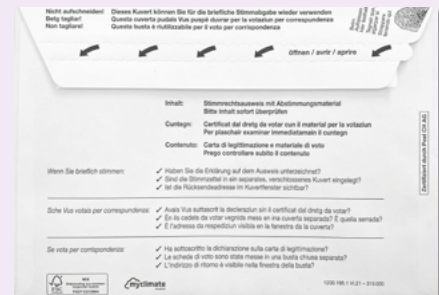 Nicht aufschneiden! Dieses Kuvert können Sie für die briefliche Stimmabgabe wieder verwenden
Betg tagliar! Questa cuverta pudais Vus puspè duvrar per la votaziun per correspundenza
Non tagliare! Questa busta è riutilizzabile per il voto per corrispondenza
öffnen / avrir / aprire
Inhalt: Stimmrechtsausweis mit Abstimmungsmaterial
Bitte Inhalt sofort überprüfen
Cuntegn: Certificat dal dretg da votar cun il material per la votaziun
Per plaschair examinar immediatamain il cuntegn
Contenuto: Carta di legittimazione e materiale di voto
Prego controllare subito il contenuto
Zertifiziert durch Post CH AG
Wenn Sie brieflich stimmen: ✓ Haben Sie die Erklärung auf dem Ausweis unterzeichnet?
✓ Sind die Stimmzettel in ein separates, verschlossenes Kuvert eingelegt?
✓ Ist die Rücksendeadresse im Kuvertfenster sichtbar?
Sche Vus votais per correspundenza: ✓ Avais Vus suttascrit la decleranza sin il certificat dal dretg da votar?
✓ Èn ils cedels da votar vegnids mess en ina cuverta separada? È quella serrada?
✓ È l'adressa da respediziun visibla en la fanestra da la cuverta?
Se vota per corrispondenza: ✓ Ha sottoscritto la dichiarazione sulla carta di legittimazione?
✓ Le schede di voto sono state messe in una busta chiusa separata?
✓ L'indirizzo di ritorno è visibile nella finestra della busta?
FSC
MIX
myclimate